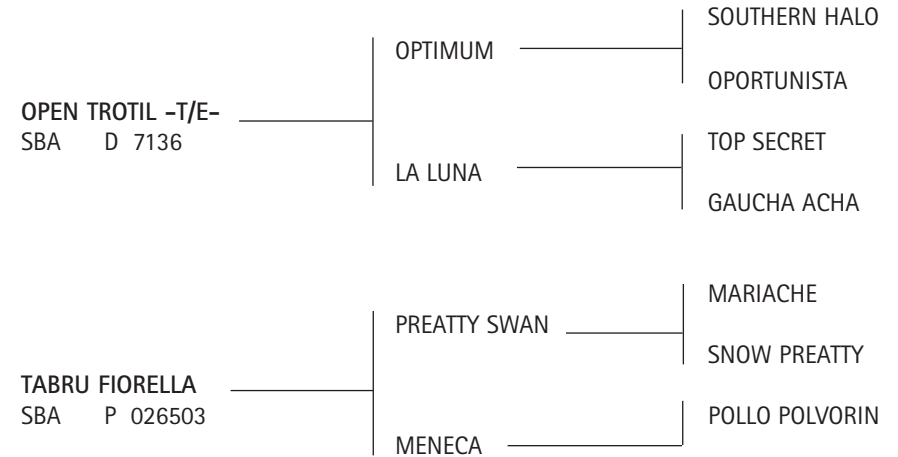 SOUTHERN HALO
OPTIMUM
OPORTUNISTA
OPEN TROTIL -T/E-
SBA D 7136
TOP SECRET
LA LUNA
GAUCHA ACHA
MARIACHE
PREATTY SWAN
SNOW PREATTY
TABRU FIORELLA
SBA P 026503
POLLO POLVORIN
MENECA